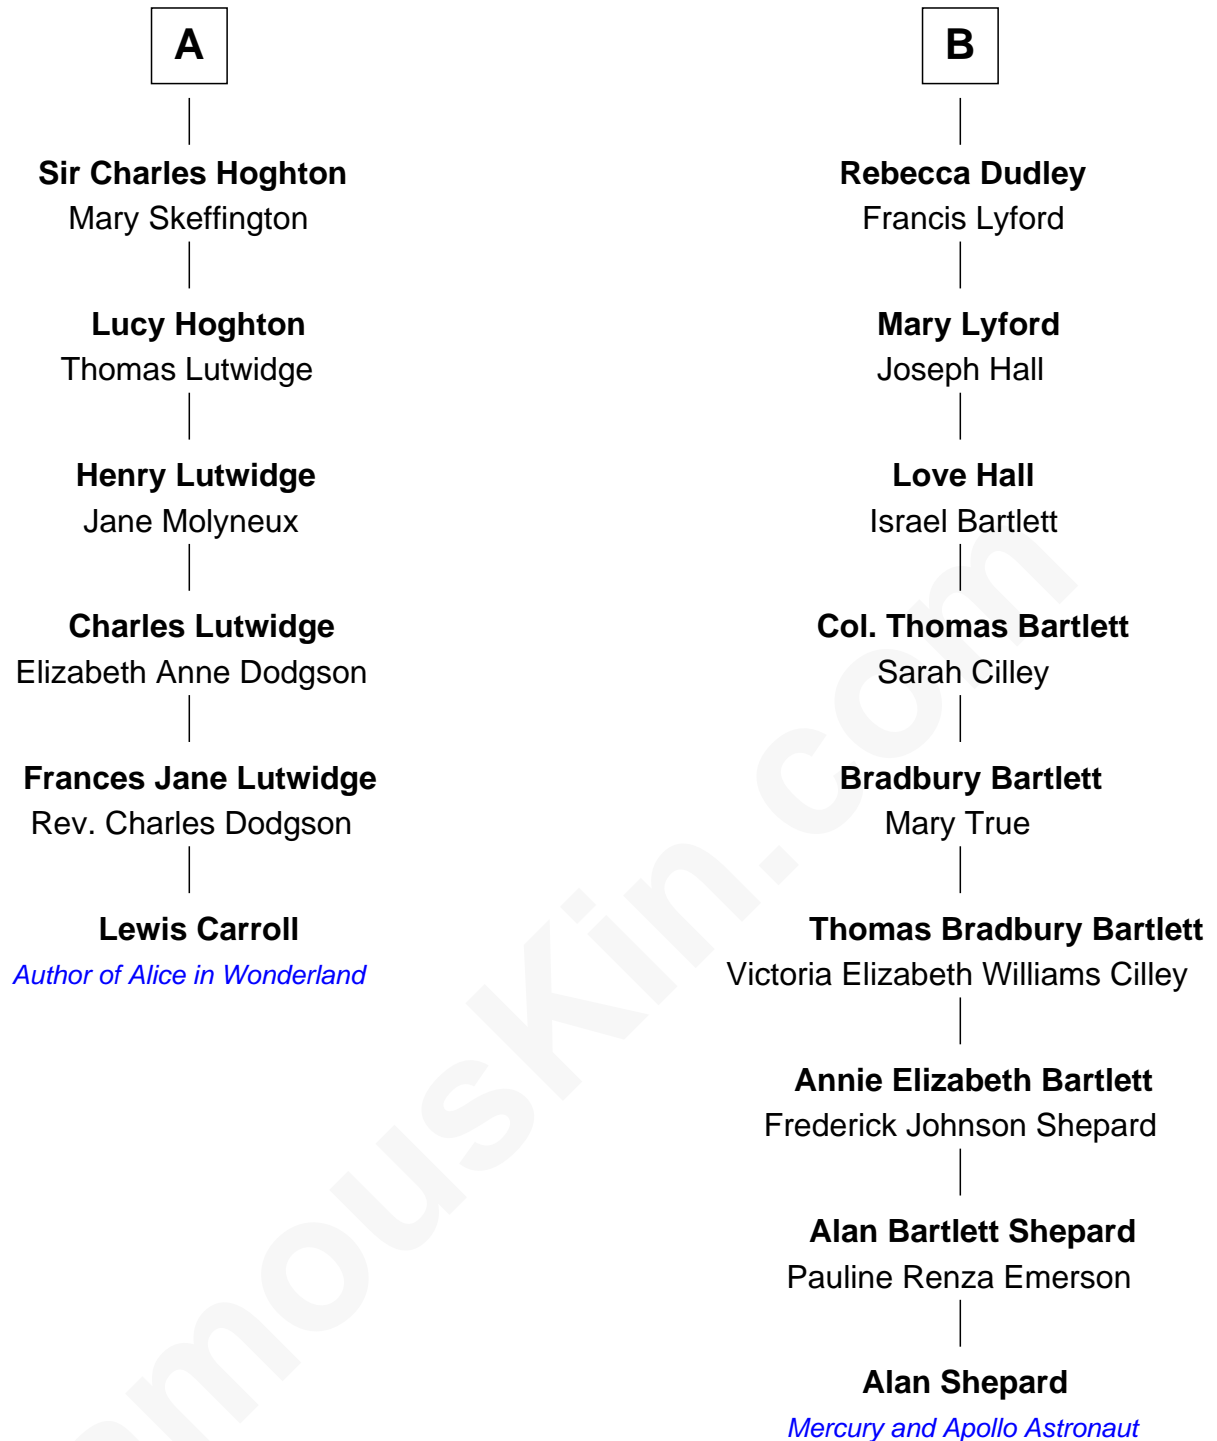 A
Sir Charles Hoghton
Mary Skeffington
Lucy Hoghton
Thomas Lutwidge
Henry Lutwidge
Jane Molyneux
Charles Lutwidge
Elizabeth Anne Dodgson
Frances Jane Lutwidge
Rev. Charles Dodgson
Lewis Carroll
Author of Alice in Wonderland
B
Rebecca Dudley
Francis Lyford
Mary Lyford
Joseph Hall
Love Hall
Israel Bartlett
Col. Thomas Bartlett
Sarah Cilley
Bradbury Bartlett
Mary True
Thomas Bradbury Bartlett
Victoria Elizabeth Williams Cilley
Annie Elizabeth Bartlett
Frederick Johnson Shepard
Alan Bartlett Shepard
Pauline Renza Emerson
Alan Shepard
Mercury and Apollo Astronaut
mouskin.com